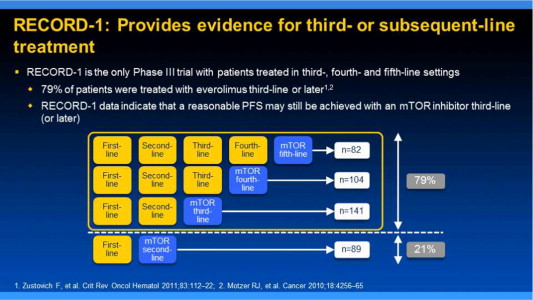 RECORD-1: Provides evidence for third- or subsequent-line
treatment
RECORD-1 is the only Phase III trial with patients treated in third-, fourth- and fifth-line settings
79% of patients were treated with everolimus third-line or later1,2
RECORD-1 data indicate that a reasonable PFS may still be achieved with an mTOR inhibitor third-line
(or later)
First-
line
Second-
line
Third-
line
Fourth-
line
mTOR
fifth-line
n=82
First-
line
Second-
line
Third-
line
mTOR
fourth-
line
n=104
79%
First-
line
Second-
line
mTOR
third-
line
n=141
First-
line
mTOR
second-
line
n=89
21%
1. Zustovich F, et al. Crit Rev Oncol Hematol 2011;83:112–22; 2. Motzer RJ, et al. Cancer 2010;18:4256–65